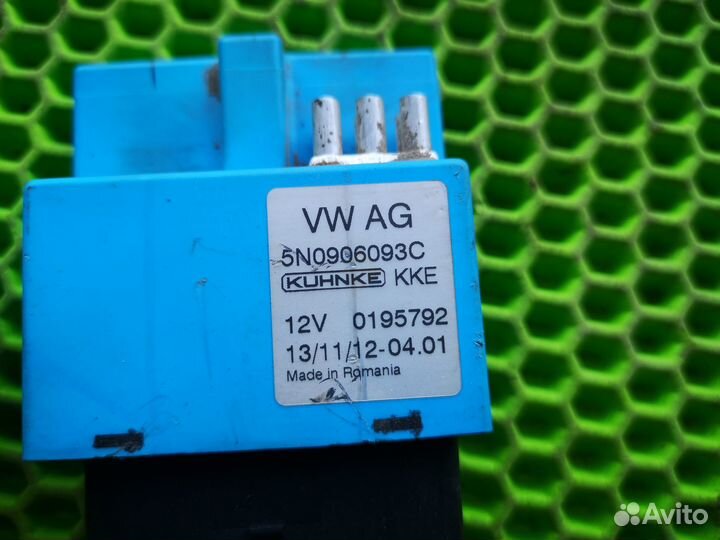 VW AG
5N0906093C
KUHNKE KKE
12V 0195792
13/11/12-04.01
Made in Romania
Avito